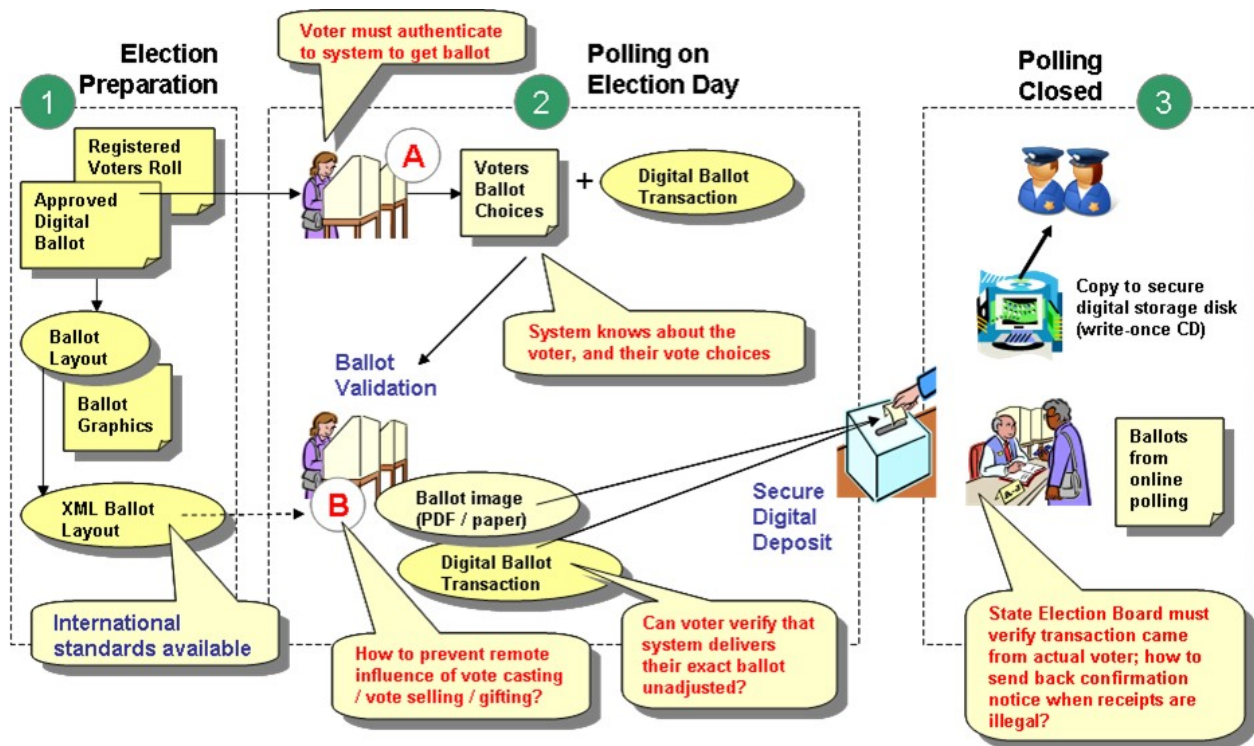 Voter must authenticate
to system to get ballot
Election
Preparation
1
Polling on
Election Day
2
Polling
Closed
3
Registered
Voters Roll
Approved
Digital
Ballot
A
Voters
Ballot
Choices
+
Digital Ballot
Transaction
Ballot
Layout
Ballot
Graphics
XML Ballot
Layout
International
standards available
System knows about the
voter, and their vote choices
Ballot
Validation
B
Ballot image
(PDF / paper)
Digital Ballot
Transaction
How to prevent remote
influence of vote casting
/ vote selling / gifting?
Can voter verify that
system delivers
their exact ballot
unadjusted?
Secure
Digital
Deposit
Copy to secure
digital storage disk
(write-once CD)
A-J
Ballots
from
online
polling
State Election Board must
verify transaction came
from actual voter; how to
send back confirmation
notice when receipts are
illegal?